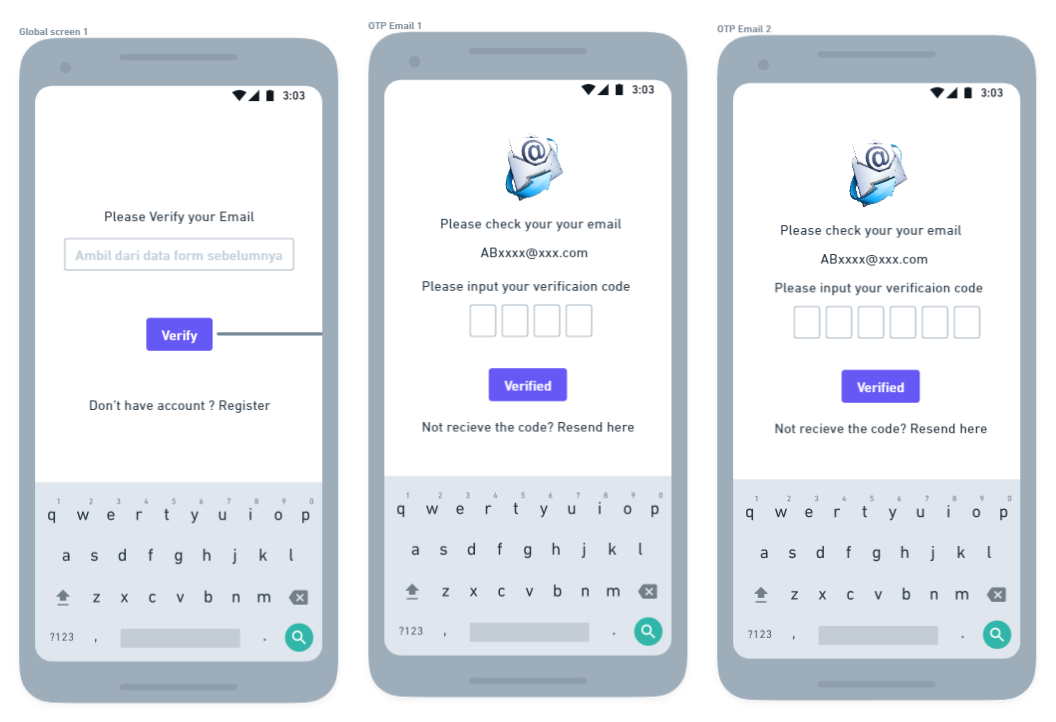 Global screen 1
3:03
Please Verify your Email
Ambil dari data form sebelumnya
Verify
Don't have account ? Register
1 2 3 4 5 6 7 8 9 0
q w e r t y u i o p
a s d f g h j k l
z x c v b n m
?123 , .
OTP Email 1
3:03
@
Please check your your email
ABxxxx@xxx.com
Please input your verificaion code
Verified
Not recieve the code? Resend here
1 2 3 4 5 6 7 8 9 0
q w e r t y u i o p
a s d f g h j k l
z x c v b n m
?123 , .
OTP Email 2
3:03
@
Please check your your email
ABxxxx@xxx.com
Please input your verificaion code
Verified
Not recieve the code? Resend here
1 2 3 4 5 6 7 8 9 0
q w e r t y u i o p
a s d f g h j k l
z x c v b n m
?123 , .